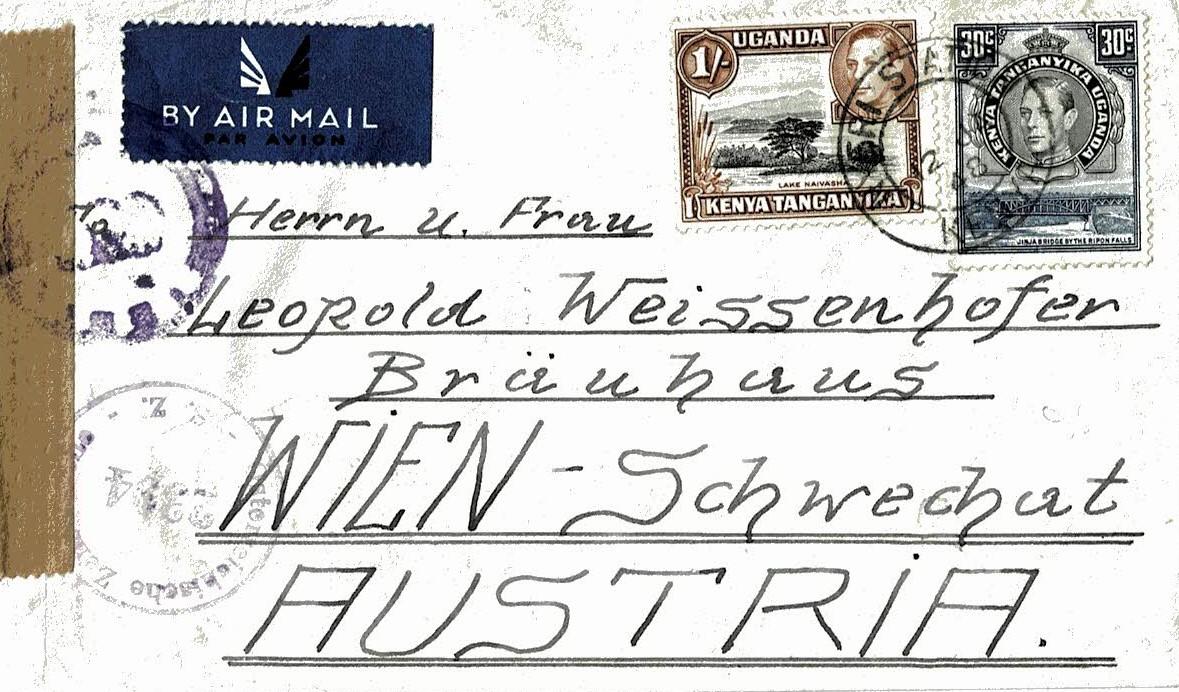 BY AIR MAIL
PAR AVION
UGANDA
1/-
LAKE NAIVASHA
KENYA TANGANYIKA
30c 30c
KENYA TANGANYIKA UGANDA
JINJA BRIDGE BY THE RIPON FALLS
Herrn u. Frau
Leopold Weissenhofer
Bräuhaus
WIEN-Schwechat
AUSTRIA.